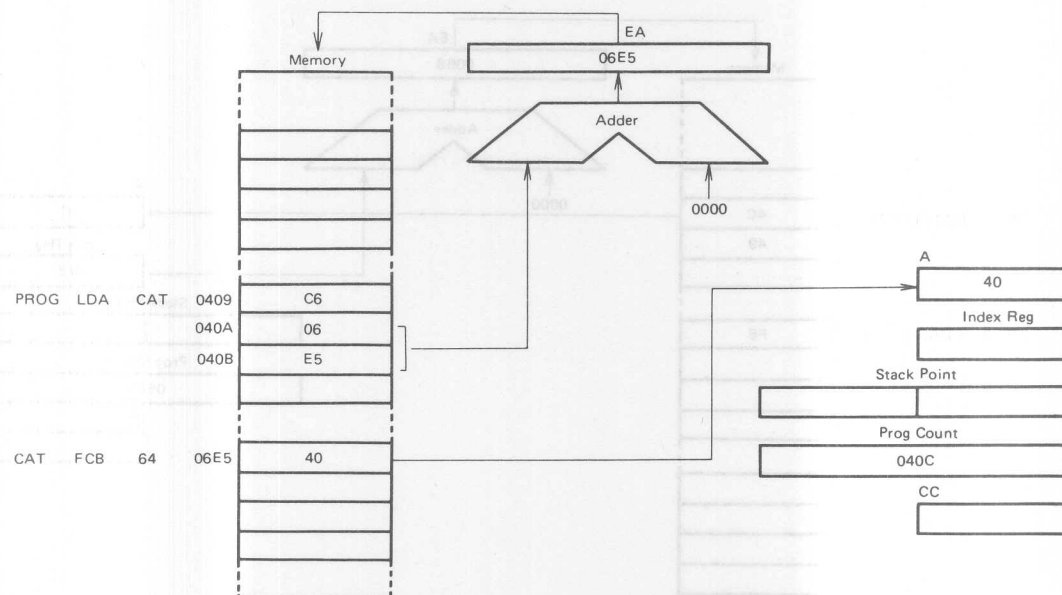 EA
06E5
Memory
Adder
0000
A
40
PROG LDA CAT 0409 C6
Index Reg
040A 06
040B E5
Stack Point
Prog Count
CAT FCB 64 06E5 40
040C
CC